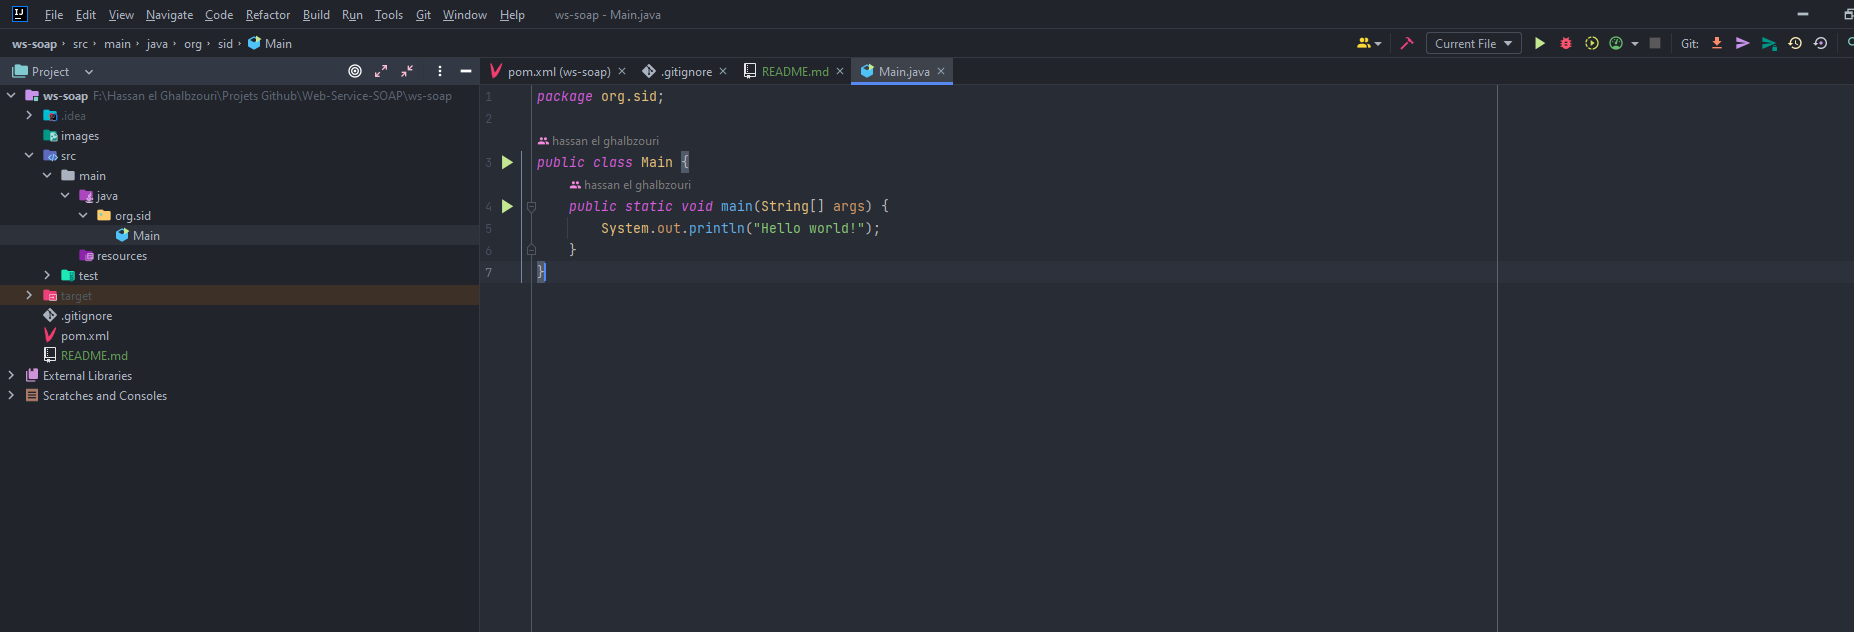 File Edit View Navigate Code Refactor Build Run Tools Git Window Help ws-soap - Main.java
ws-soap src main java org sid Main Current File Git:
Project
pom.xml (ws-soap) .gitignore README.md Main.java
ws-soap F:\Hassan el Ghalbzouri\Projets Github\Web-Service-SOAP\ws-soap
.idea
images
src
main
java
org.sid
Main
resources
test
target
.gitignore
pom.xml
README.md
External Libraries
Scratches and Consoles
1 package org.sid;
2
hassan el ghalbzouri
3 public class Main {
hassan el ghalbzouri
4 public static void main(String[] args) {
5 System.out.println("Hello world!");
6 }
7 }